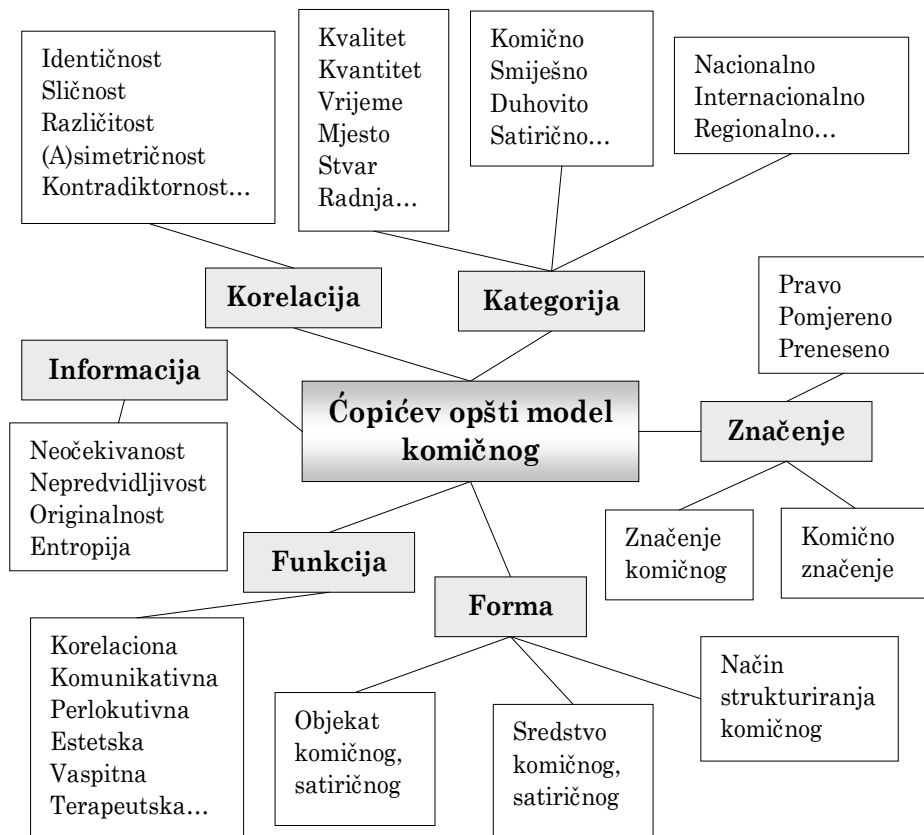 Identičnost
Sličnost
Različitost
(A)simetričnost
Kontradiktornost…
Kvalitet
Kvantitet
Vrijeme
Mjesto
Stvar
Radnja…
Komično
Smiješno
Duhovito
Satirično…
Nacionalno
Internacionalno
Regionalno…
Korelacija
Kategorija
Pravo
Pomjereno
Preneseno
Informacija
Ćopićev opšti model
komičnog
Značenje
Neočekivanost
Nepredvidljivost
Originalnost
Entropija
Značenje
komičnog
Komično
značenje
Funkcija
Forma
Korelaciona
Komunikativna
Perlokutivna
Estetska
Vaspitna
Terapeutska…
Objekat
komičnog,
satiričnog
Sredstvo
komičnog,
satiričnog
Način
strukturiranja
komičnog